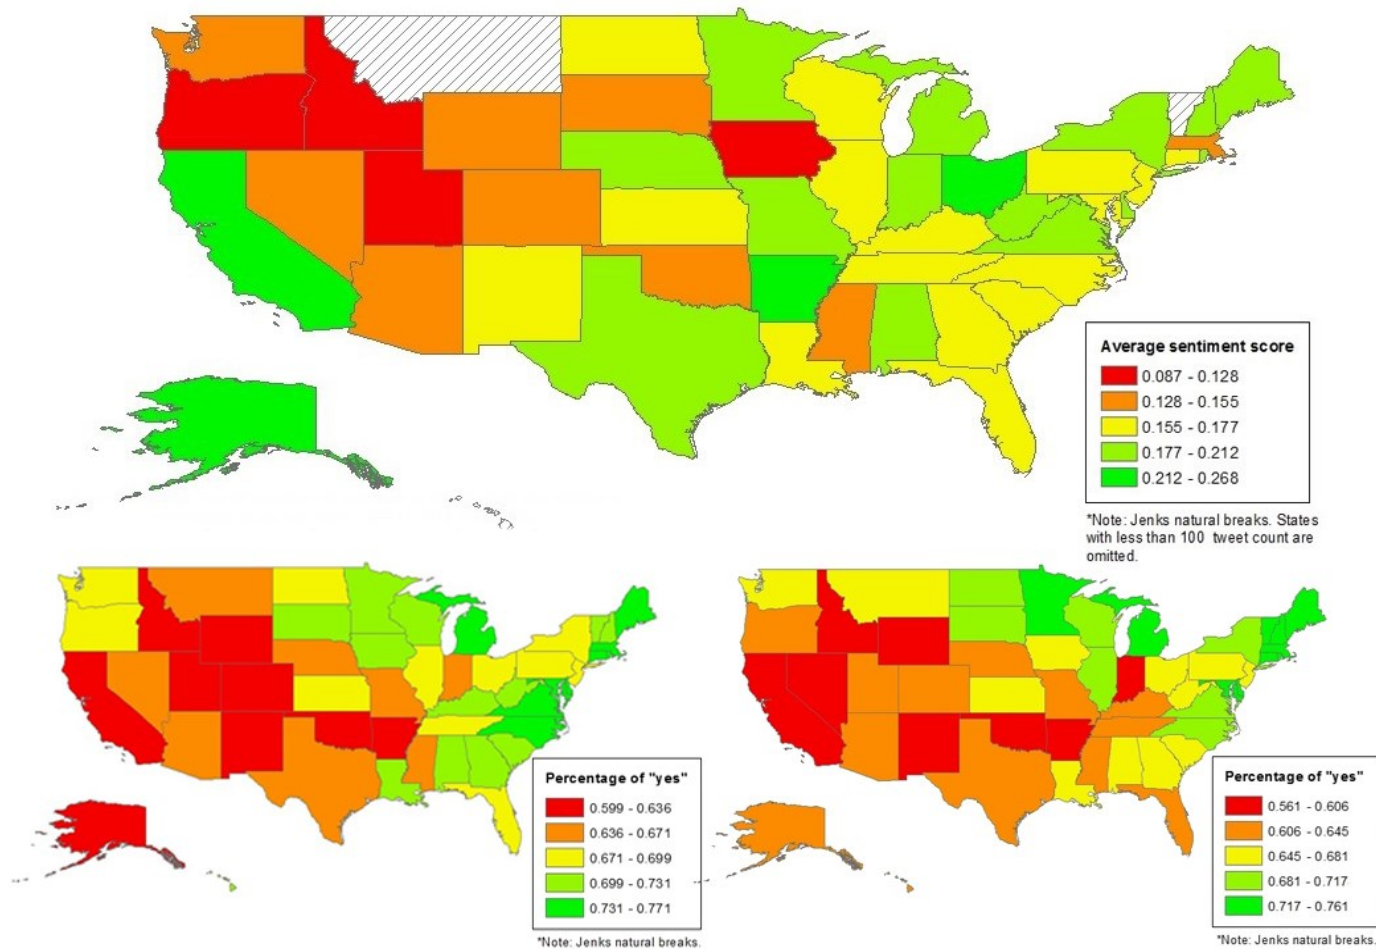 Average sentiment score
0.087 - 0.128
0.128 - 0.155
0.155 - 0.177
0.177 - 0.212
0.212 - 0.268
*Note: Jenks natural breaks. States
with less than 100 tweet count are
omitted.
Percentage of "yes"
0.599 - 0.636
0.636 - 0.671
0.671 - 0.699
0.699 - 0.731
0.731 - 0.771
*Note: Jenks natural breaks.
Percentage of "yes"
0.561 - 0.606
0.606 - 0.645
0.645 - 0.681
0.681 - 0.717
0.717 - 0.761
*Note: Jenks natural breaks.